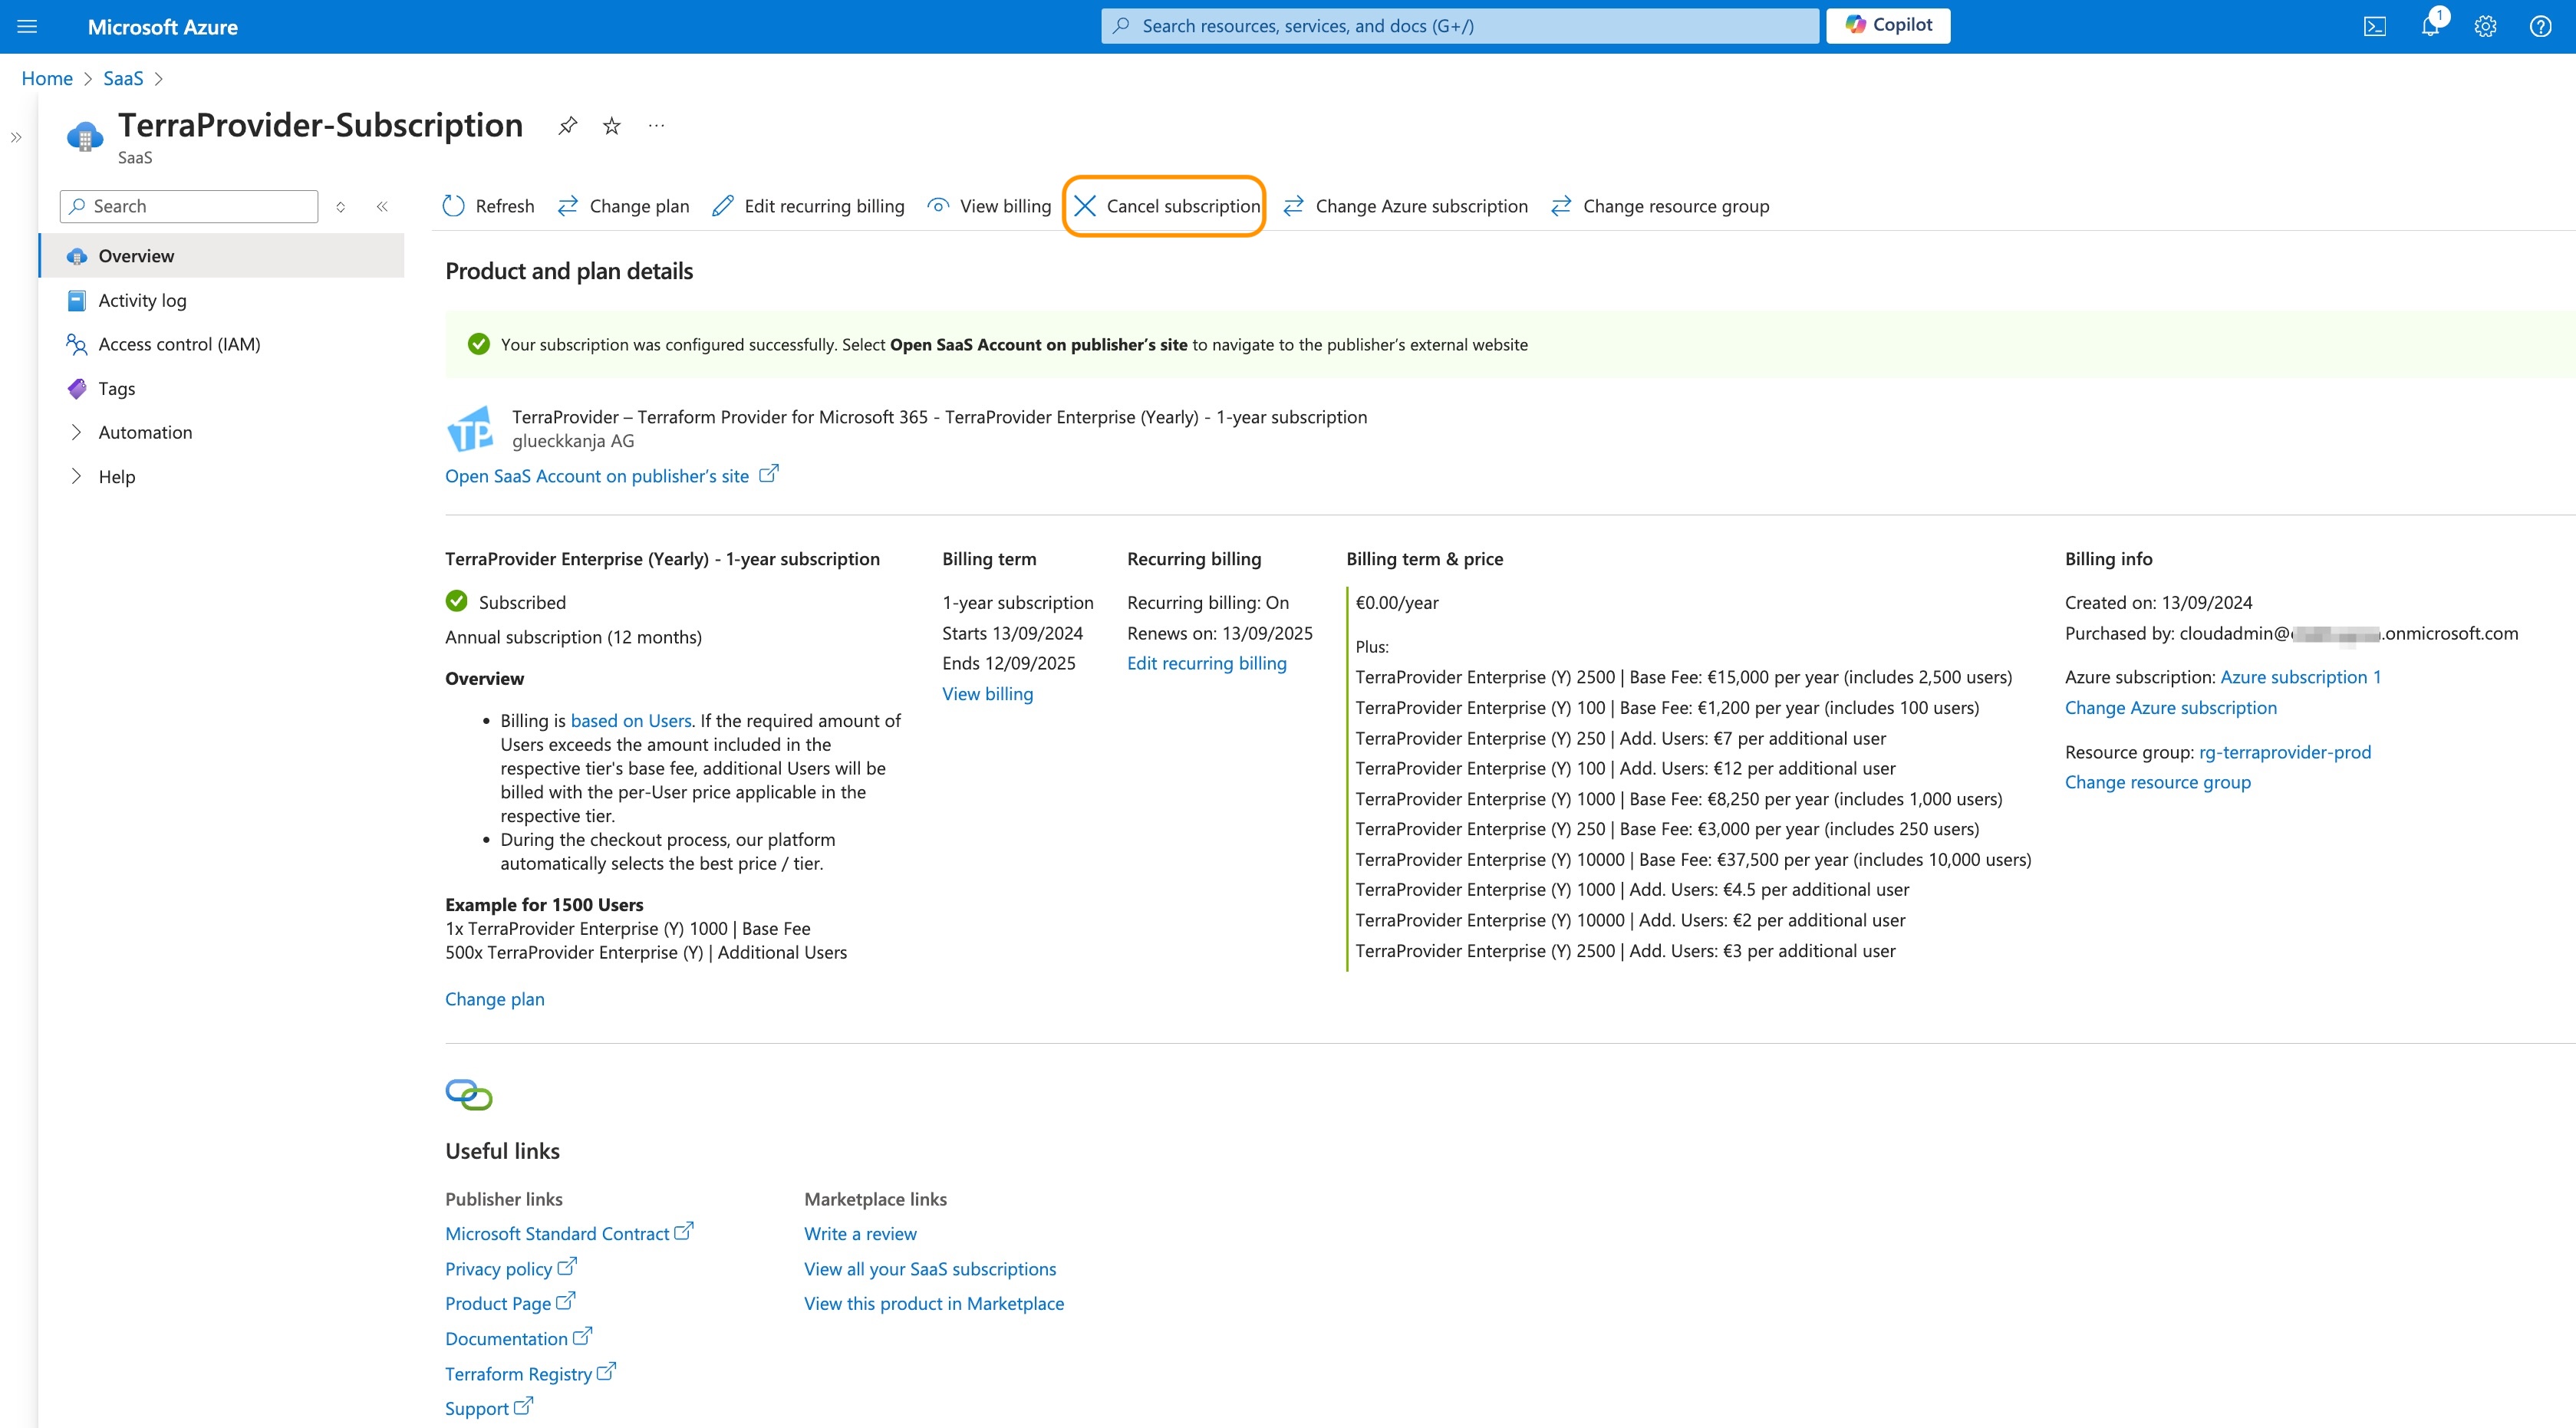 Microsoft Azure
Search resources, services, and docs (G+/)
Copilot
1
Home > SaaS >
TerraProvider-Subscription
SaaS
Search
Overview
Activity log
Access control (IAM)
Tags
Automation
Help
Refresh
Change plan
Edit recurring billing
View billing
Cancel subscription
Change Azure subscription
Change resource group
Product and plan details
Your subscription was configured successfully. Select Open SaaS Account on publisher’s site to navigate to the publisher’s external website
TP
TerraProvider – Terraform Provider for Microsoft 365 - TerraProvider Enterprise (Yearly) - 1-year subscription
glueckkanja AG
Open SaaS Account on publisher’s site
TerraProvider Enterprise (Yearly) - 1-year subscription
Subscribed
Annual subscription (12 months)
Overview
• Billing is based on Users. If the required amount of
Users exceeds the amount included in the
respective tier's base fee, additional Users will be
billed with the per-User price applicable in the
respective tier.
• During the checkout process, our platform
automatically selects the best price / tier.
Example for 1500 Users
1x TerraProvider Enterprise (Y) 1000 | Base Fee
500x TerraProvider Enterprise (Y) | Additional Users
Change plan
Billing term
1-year subscription
Starts 13/09/2024
Ends 12/09/2025
View billing
Recurring billing
Recurring billing: On
Renews on: 13/09/2025
Edit recurring billing
Billing term & price
€0.00/year
Plus:
TerraProvider Enterprise (Y) 2500 | Base Fee: €15,000 per year (includes 2,500 users)
TerraProvider Enterprise (Y) 100 | Base Fee: €1,200 per year (includes 100 users)
TerraProvider Enterprise (Y) 250 | Add. Users: €7 per additional user
TerraProvider Enterprise (Y) 100 | Add. Users: €12 per additional user
TerraProvider Enterprise (Y) 1000 | Base Fee: €8,250 per year (includes 1,000 users)
TerraProvider Enterprise (Y) 250 | Base Fee: €3,000 per year (includes 250 users)
TerraProvider Enterprise (Y) 10000 | Base Fee: €37,500 per year (includes 10,000 users)
TerraProvider Enterprise (Y) 1000 | Add. Users: €4.5 per additional user
TerraProvider Enterprise (Y) 10000 | Add. Users: €2 per additional user
TerraProvider Enterprise (Y) 2500 | Add. Users: €3 per additional user
Billing info
Created on: 13/09/2024
Purchased by: cloudadmin@ .onmicrosoft.com
Azure subscription: Azure subscription 1
Change Azure subscription
Resource group: rg-terraprovider-prod
Change resource group
Useful links
Publisher links
Microsoft Standard Contract
Privacy policy
Product Page
Documentation
Terraform Registry
Support
Marketplace links
Write a review
View all your SaaS subscriptions
View this product in Marketplace